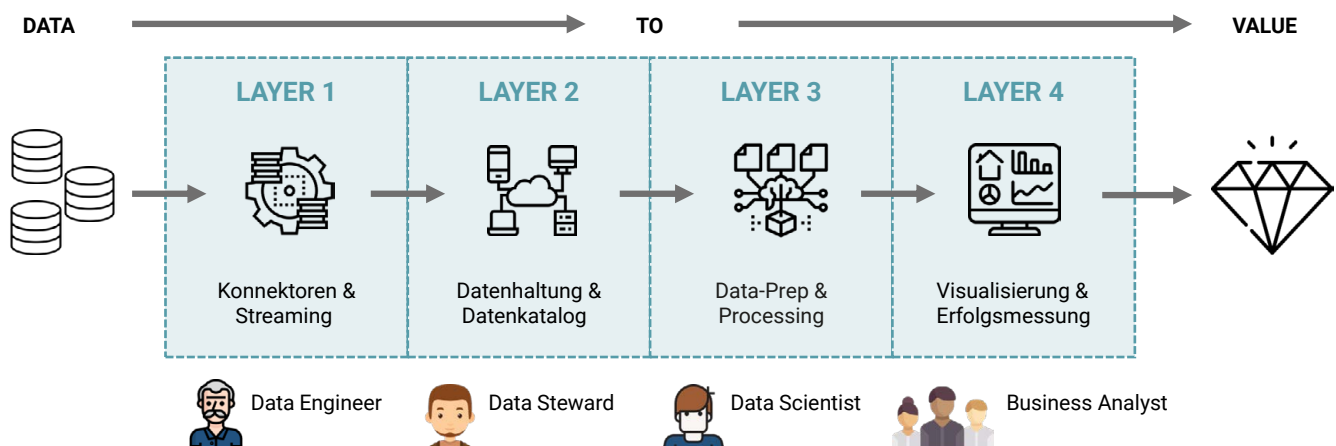 DATA TO VALUE
LAYER 1
LAYER 2
LAYER 3
LAYER 4
Konnektoren &
Streaming
Datenhaltung &
Datenkatalog
Data-Prep &
Processing
Visualisierung &
Erfolgsmessung
Data Engineer
Data Steward
Data Scientist
Business Analyst